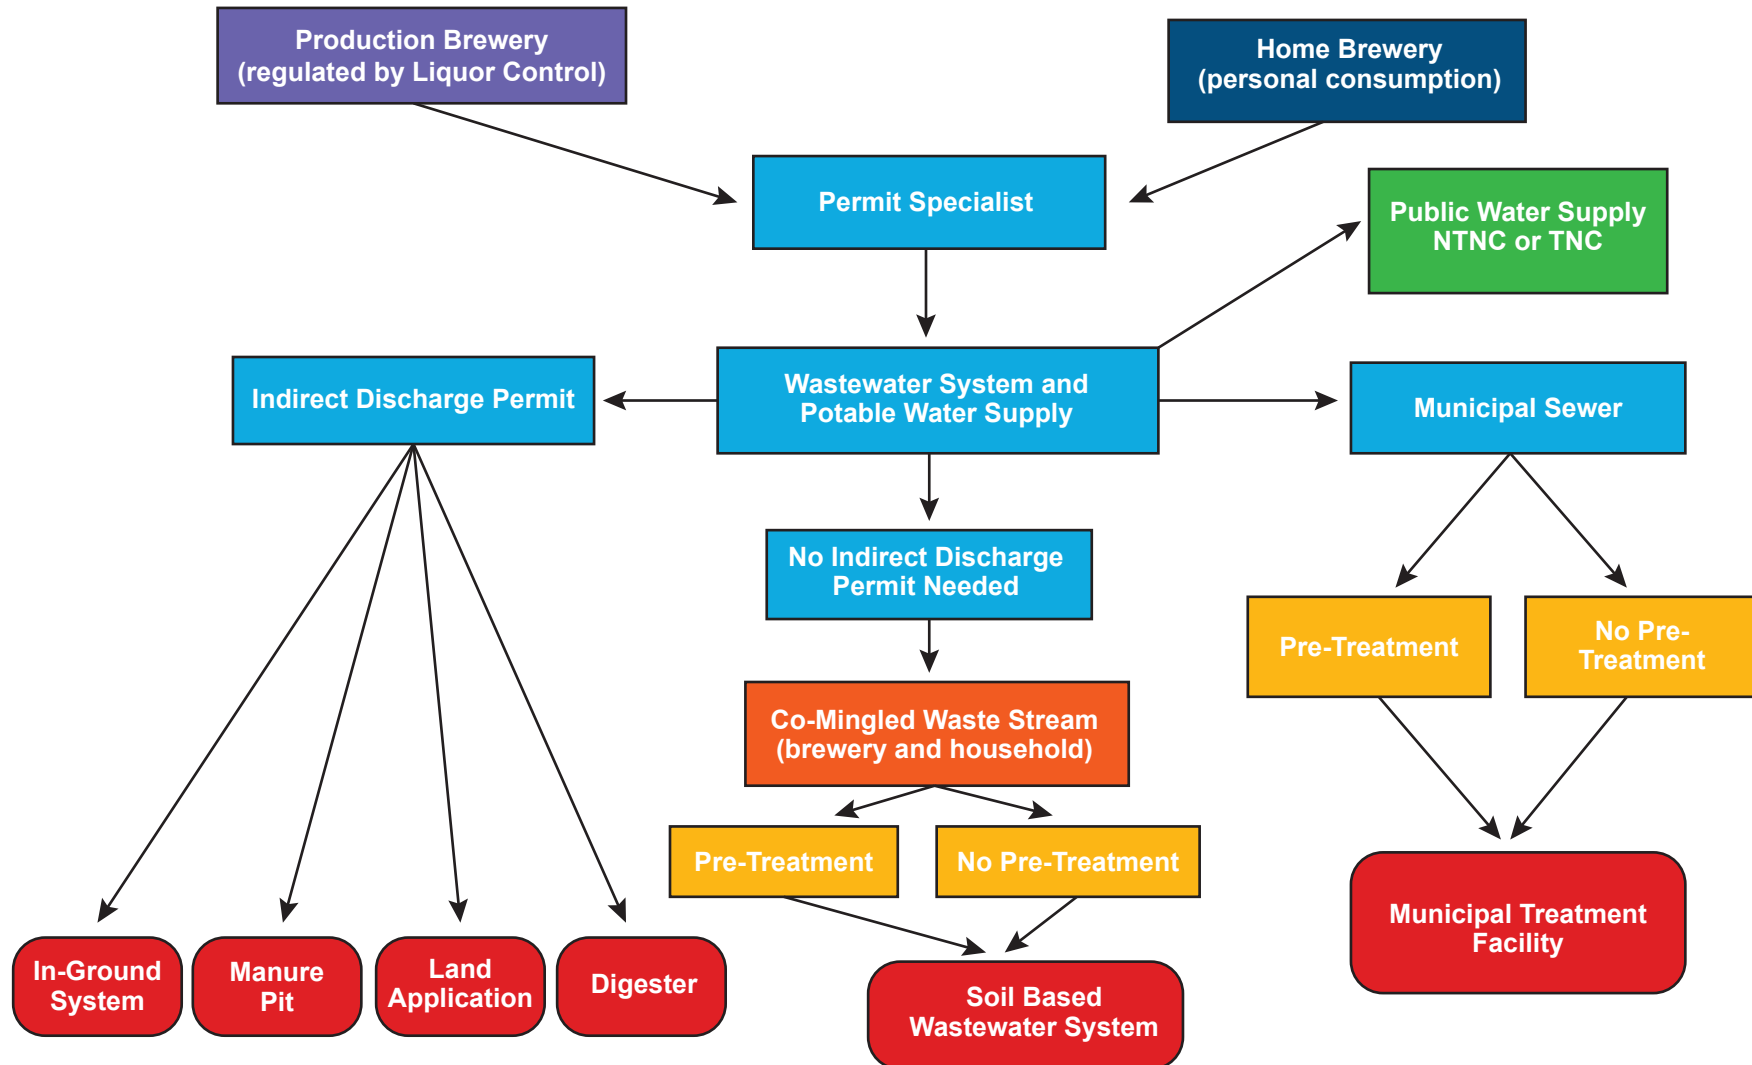 Production Brewery
(regulated by Liquor Control)
Home Brewery
(personal consumption)
Permit Specialist
Public Water Supply
NTNC or TNC
Indirect Discharge Permit
Wastewater System and
Potable Water Supply
Municipal Sewer
No Indirect Discharge
Permit Needed
Pre-Treatment
No Pre-
Treatment
Co-Mingled Waste Stream
(brewery and household)
Pre-Treatment
No Pre-Treatment
Municipal Treatment
Facility
In-Ground
System
Manure
Pit
Land
Application
Digester
Soil Based
Wastewater System